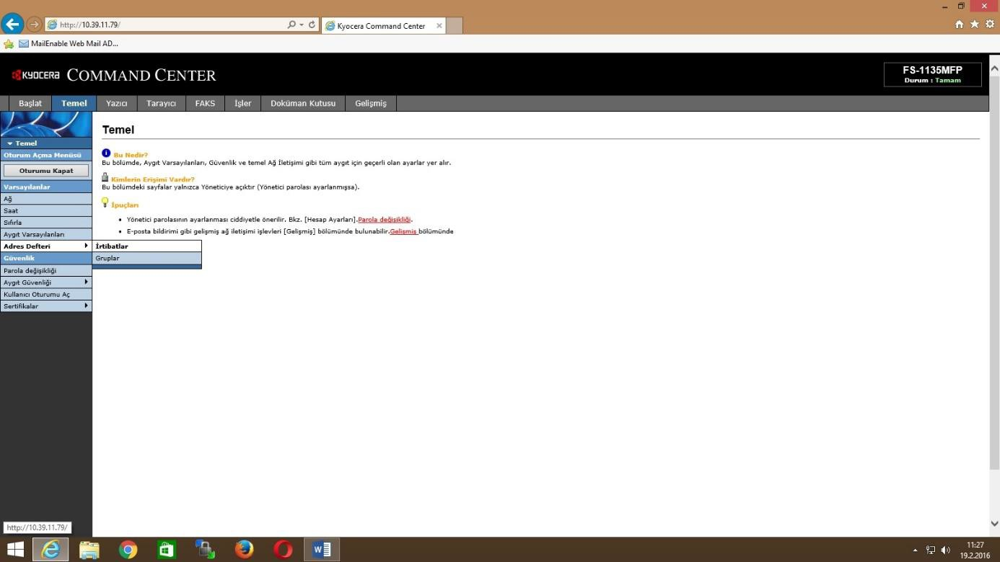 http://10.39.11.79/
Kyocera Command Center
MailEnable Web Mail AD...
KYOCERA COMMAND CENTER
FS-1135MFP
Durum : Tamam
Başlat Temel Yazıcı Tarayıcı FAKS İşler Doküman Kutusu Gelişmiş
Temel
Oturum Açma Menüsü
Oturumu Kapat
Varsayılanlar
Ağ
Saat
Sıfırla
Aygıt Varsayılanları
Adres Defteri
İrtibatlar
Gruplar
Güvenlik
Parola değişikliği
Aygıt Güvenliği
Kullanıcı Oturumu Aç
Sertifikalar
Temel
Bu Nedir?
Bu bölümde, Aygıt Varsayılanları, Güvenlik ve temel Ağ İletişimi gibi tüm aygıt için geçerli olan ayarlar yer alır.
Kimlerin Erişimi Vardır?
Bu bölümdeki sayfalar yalnızca Yöneticiye açıktır (Yönetici parolası ayarlanmışsa).
İpuçları
Yönetici parolasının ayarlanması ciddiyetle önerilir. Bkz. [Hesap Ayarları].Parola değişikliği.
E-posta bildirimi gibi gelişmiş ağ iletişimi işlevleri [Gelişmiş] bölümünde bulunabilir.Gelişmiş bölümünde
http://10.39.11.79/
11:27
19.2.2016